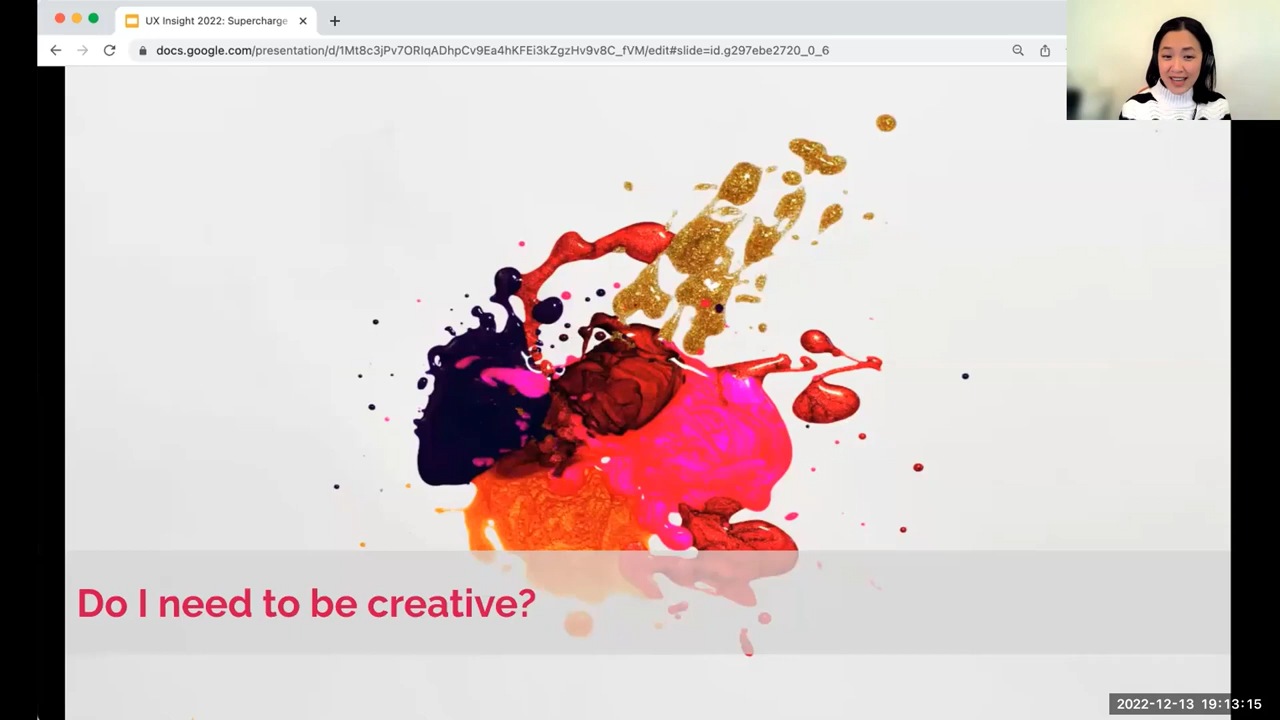 UX Insight 2022: Supercharge
docs.google.com/presentation/d/1Mt8c3jPv7ORIqADhpCv9Ea4hKFEi3kZgzHv9v8C_fVM/edit#slide=id.g297ebe2720_0_6
Do I need to be creative?
2022-12-13 19:13:15